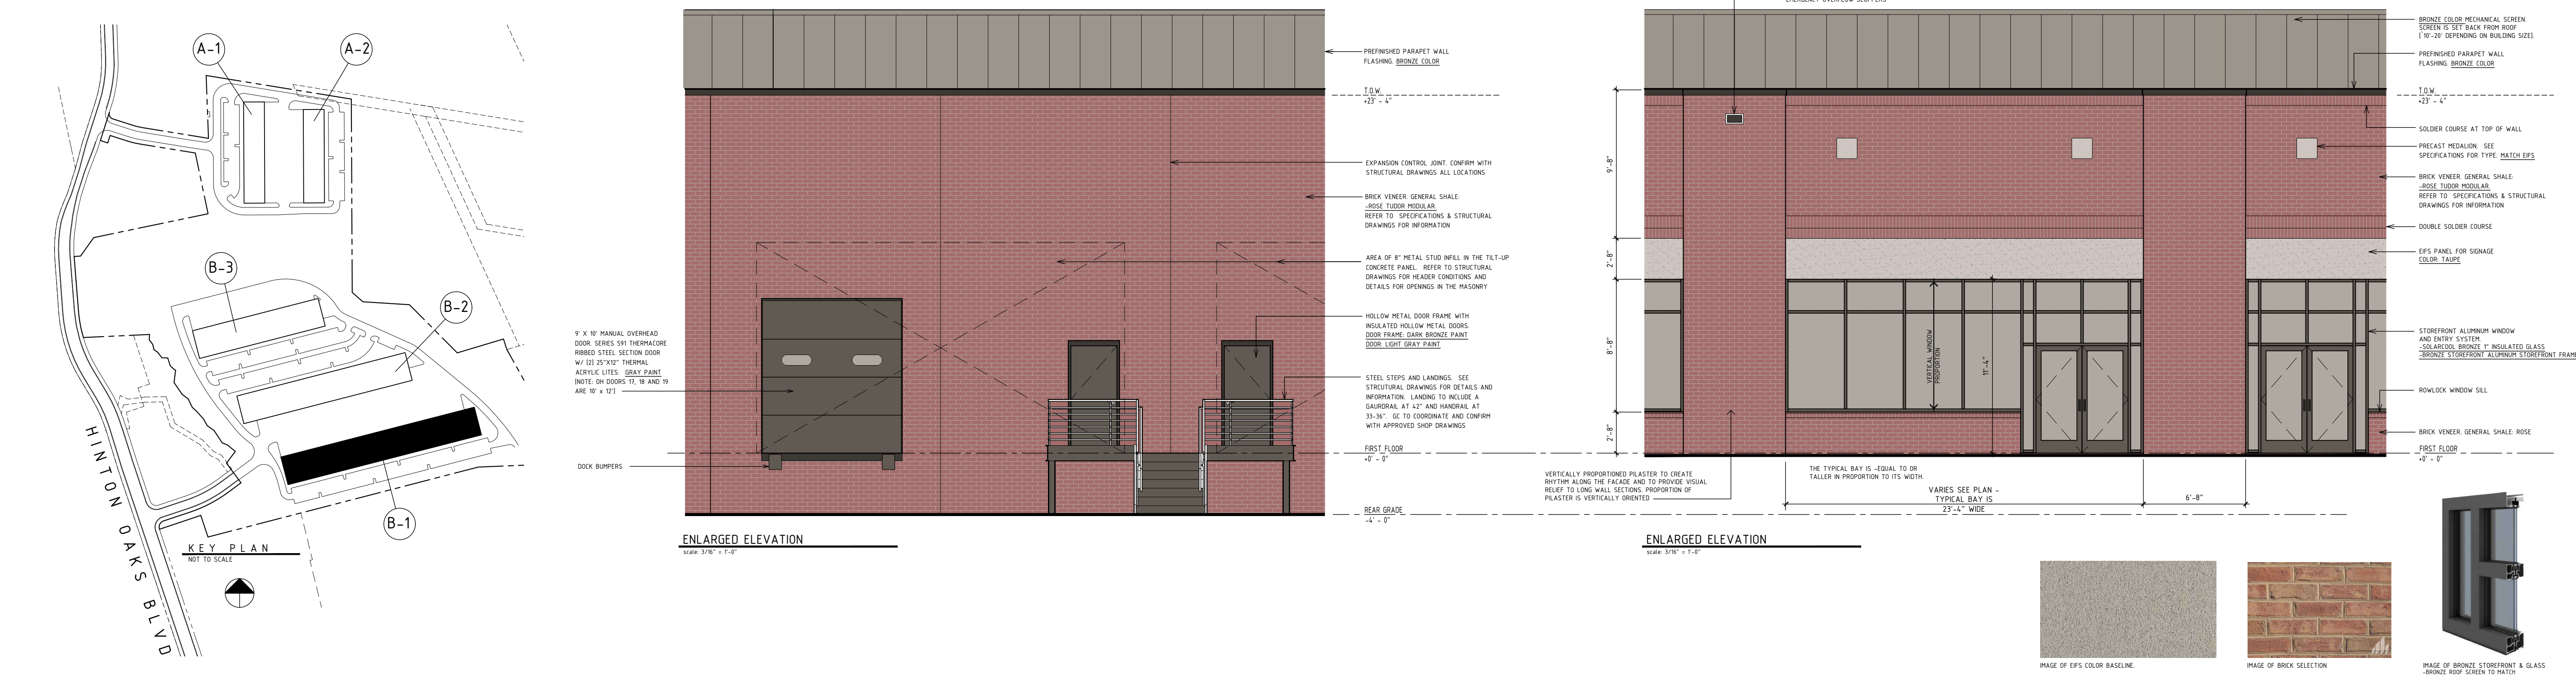 A-1
A-2
B-3
B-2
B-1
HINTON OAKS BLVD
KEY PLAN
NOT TO SCALE
9' X 10' MANUAL OVERHEAD
DOOR. SERIES 591 THERMACORE
RIBBED STEEL SECTION DOOR
W/ [2] 25"X12" THERMAL
ACRYLIC LITES. GRAY PAINT
[NOTE: OH DOORS 17, 18 AND 19
ARE 10' x 12']
DOCK BUMPERS
PREFINISHED PARAPET WALL
FLASHING. BRONZE COLOR
T.O.W.
+23' - 4"
EXPANSION CONTROL JOINT. CONFIRM WITH
STRUCTURAL DRAWINGS ALL LOCATIONS
BRICK VENEER. GENERAL SHALE:
-ROSE TUDOR MODULAR.
REFER TO SPECIFICATIONS & STRUCTURAL
DRAWINGS FOR INFORMATION
AREA OF 8" METAL STUD INFILL IN THE TILT-UP
CONCRETE PANEL. REFER TO STRUCTURAL
DRAWINGS FOR HEADER CONDITIONS AND
DETAILS FOR OPENINGS IN THE MASONRY
HOLLOW METAL DOOR FRAME WITH
INSULATED HOLLOW METAL DOORS.
DOOR FRAME: DARK BRONZE PAINT
DOOR: LIGHT GRAY PAINT
STEEL STEPS AND LANDINGS. SEE
STRCUTURAL DRAWINGS FOR DETAILS AND
INFORMATION. LANDING TO INCLUDE A
GAURDRAIL AT 42" AND HANDRAIL AT
33-36". GC TO COORDINATE AND CONFIRM
WITH APPROVED SHOP DRAWINGS
FIRST FLOOR
+0' - 0"
REAR GRADE
-4' - 0"
ENLARGED ELEVATION
scale: 3/16" = 1'-0"
EMERGENCY OVERFLOW SCUPPERS
9'-8"
2'-8"
8'-8"
2'-8"
VERTICAL WINDOW
PROPORTION
11'-4"
VERTICALLY PROPORTIONED PILASTER TO CREATE
RHYTHM ALONG THE FACADE AND TO PROVIDE VISUAL
RELIEF TO LONG WALL SECTIONS. PROPORTION OF
PILASTER IS VERTICALLY ORIENTED
THE TYPICAL BAY IS -EQUAL TO OR
TALLER IN PROPORTION TO ITS WIDTH.
VARIES SEE PLAN -
TYPICAL BAY IS
23'-4" WIDE
6'-8"
ENLARGED ELEVATION
scale: 3/16" = 1'-0"
BRONZE COLOR MECHANICAL SCREEN.
SCREEN IS SET BACK FROM ROOF
[~10'-20' DEPENDING ON BUILDING SIZE].
PREFINISHED PARAPET WALL
FLASHING. BRONZE COLOR
T.O.W.
+23' - 4"
SOLDIER COURSE AT TOP OF WALL
PRECAST MEDALION. SEE
SPECIFICATIONS FOR TYPE. MATCH EIFS
BRICK VENEER. GENERAL SHALE:
-ROSE TUDOR MODULAR.
REFER TO SPECIFICATIONS & STRUCTURAL
DRAWINGS FOR INFORMATION
DOUBLE SOLDIER COURSE
EIFS PANEL FOR SIGNAGE
COLOR: TAUPE
STOREFRONT ALUMINUM WINDOW
AND ENTRY SYSTEM.
-SOLARCOOL BRONZE 1" INSULATED GLASS
-BRONZE STOREFRONT ALUMINUM STOREFRONT FRAME
ROWLOCK WINDOW SILL
BRICK VENEER. GENERAL SHALE: ROSE
FIRST FLOOR
+0' - 0"
IMAGE OF EIFS COLOR BASELINE.
IMAGE OF BRICK SELECTION
IMAGE OF BRONZE STOREFRONT & GLASS
-BRONZE ROOF SCREEN TO MATCH